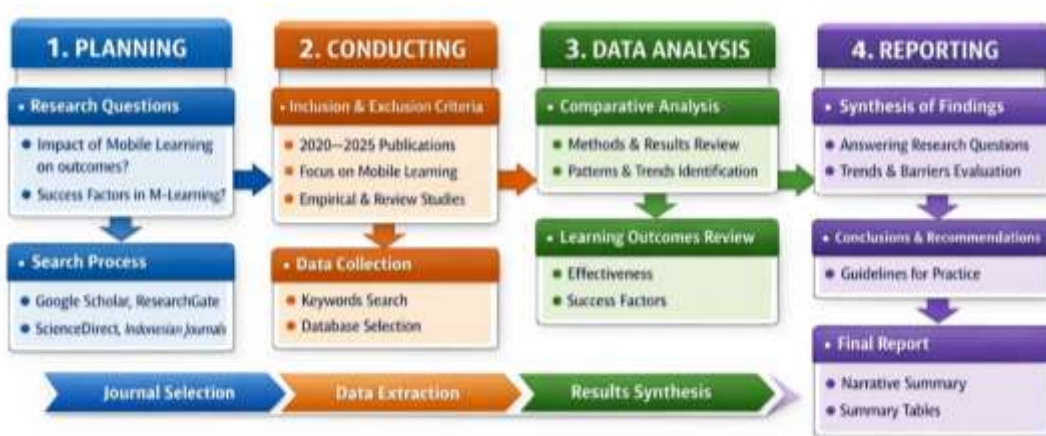 1. PLANNING
• Research Questions
• Impact of Mobile Learning
on outcomes?
• Success Factors in M-Learning?
• Search Process
• Google Scholar, ResearchGate
• ScienceDirect, Indonesian Journals
2. CONDUCTING
• Inclusion & Exclusion Criteria
• 2020—2025 Publications
• Focus on Mobile Learning
• Empirical & Review Studies
• Data Collection
• Keywords Search
• Database Selection
3. DATA ANALYSIS
• Comparative Analysis
• Methods & Results Review
• Patterns & Trends Identification
• Learning Outcomes Review
• Effectiveness
• Success Factors
4. REPORTING
• Synthesis of Findings
• Answering Research Questions
• Trends & Barriers Evaluation
• Conclusions & Recommendations
• Guidelines for Practice
• Final Report
• Narrative Summary
• Summary Tables
Journal Selection
Data Extraction
Results Synthesis